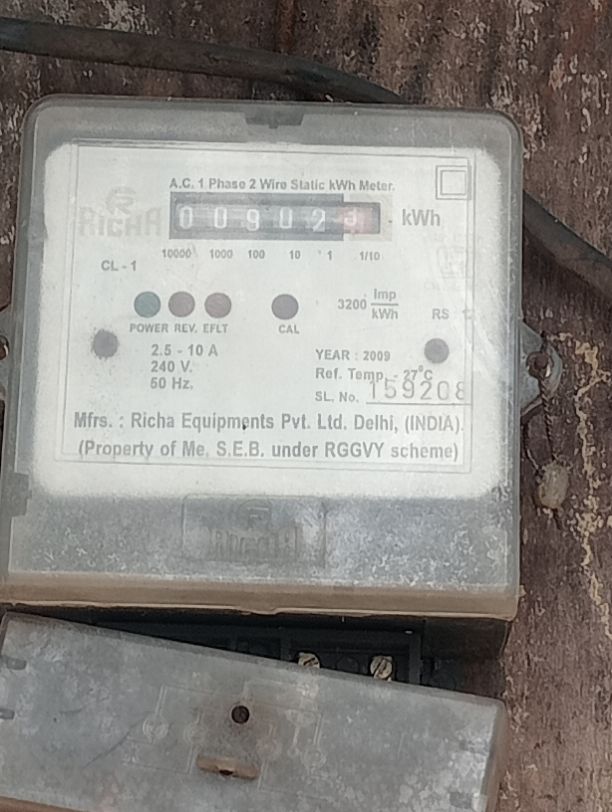 A.C. 1 Phase 2 Wire Static kWh Meter.
RICHA
0 0 9 0 2 kWh
10000 1000 100 10 1 1/10
CL - 1
3200 Imp/kWh
POWER REV. EFLT CAL
RS
2.5 - 10 A
240 V.
50 Hz.
YEAR : 2009
Ref. Temp. - 27°C
SL. No. 159208
Mfrs. : Richa Equipments Pvt. Ltd. Delhi, (INDIA).
(Property of Me. S.E.B. under RGGVY scheme)
RICHA